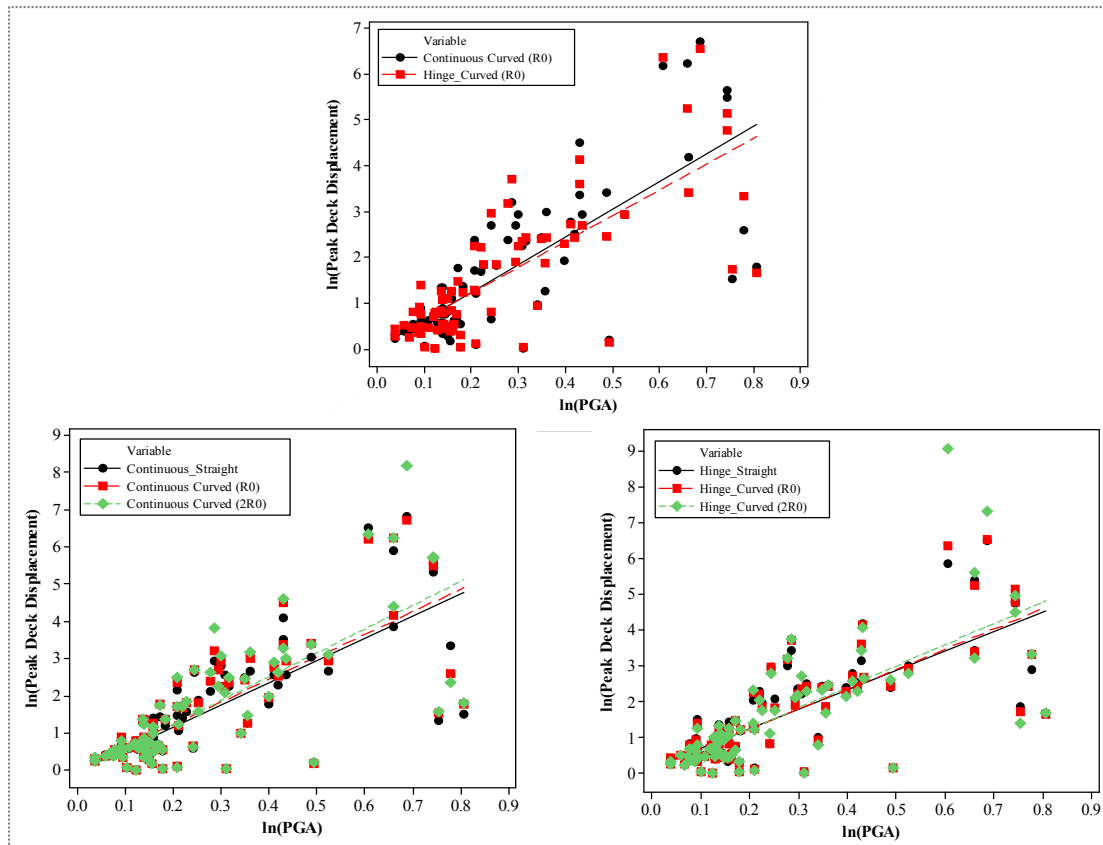 Variable
Continuous Curved (R0)
Hinge_Curved (R0)
ln(Peak Deck Displacement)
7
6
5
4
3
2
1
0
0.0 0.1 0.2 0.3 0.4 0.5 0.6 0.7 0.8 0.9
ln(PGA)
Variable
Continuous_Straight
Continuous Curved (R0)
Continuous Curved (2R0)
ln(Peak Deck Displacement)
9
8
7
6
5
4
3
2
1
0
0.0 0.1 0.2 0.3 0.4 0.5 0.6 0.7 0.8 0.9
ln(PGA)
Variable
Hinge_Straight
Hinge_Curved (R0)
Hinge_Curved (2R0)
ln(Peak Deck Displacement)
9
8
7
6
5
4
3
2
1
0
0.0 0.1 0.2 0.3 0.4 0.5 0.6 0.7 0.8 0.9
ln(PGA)